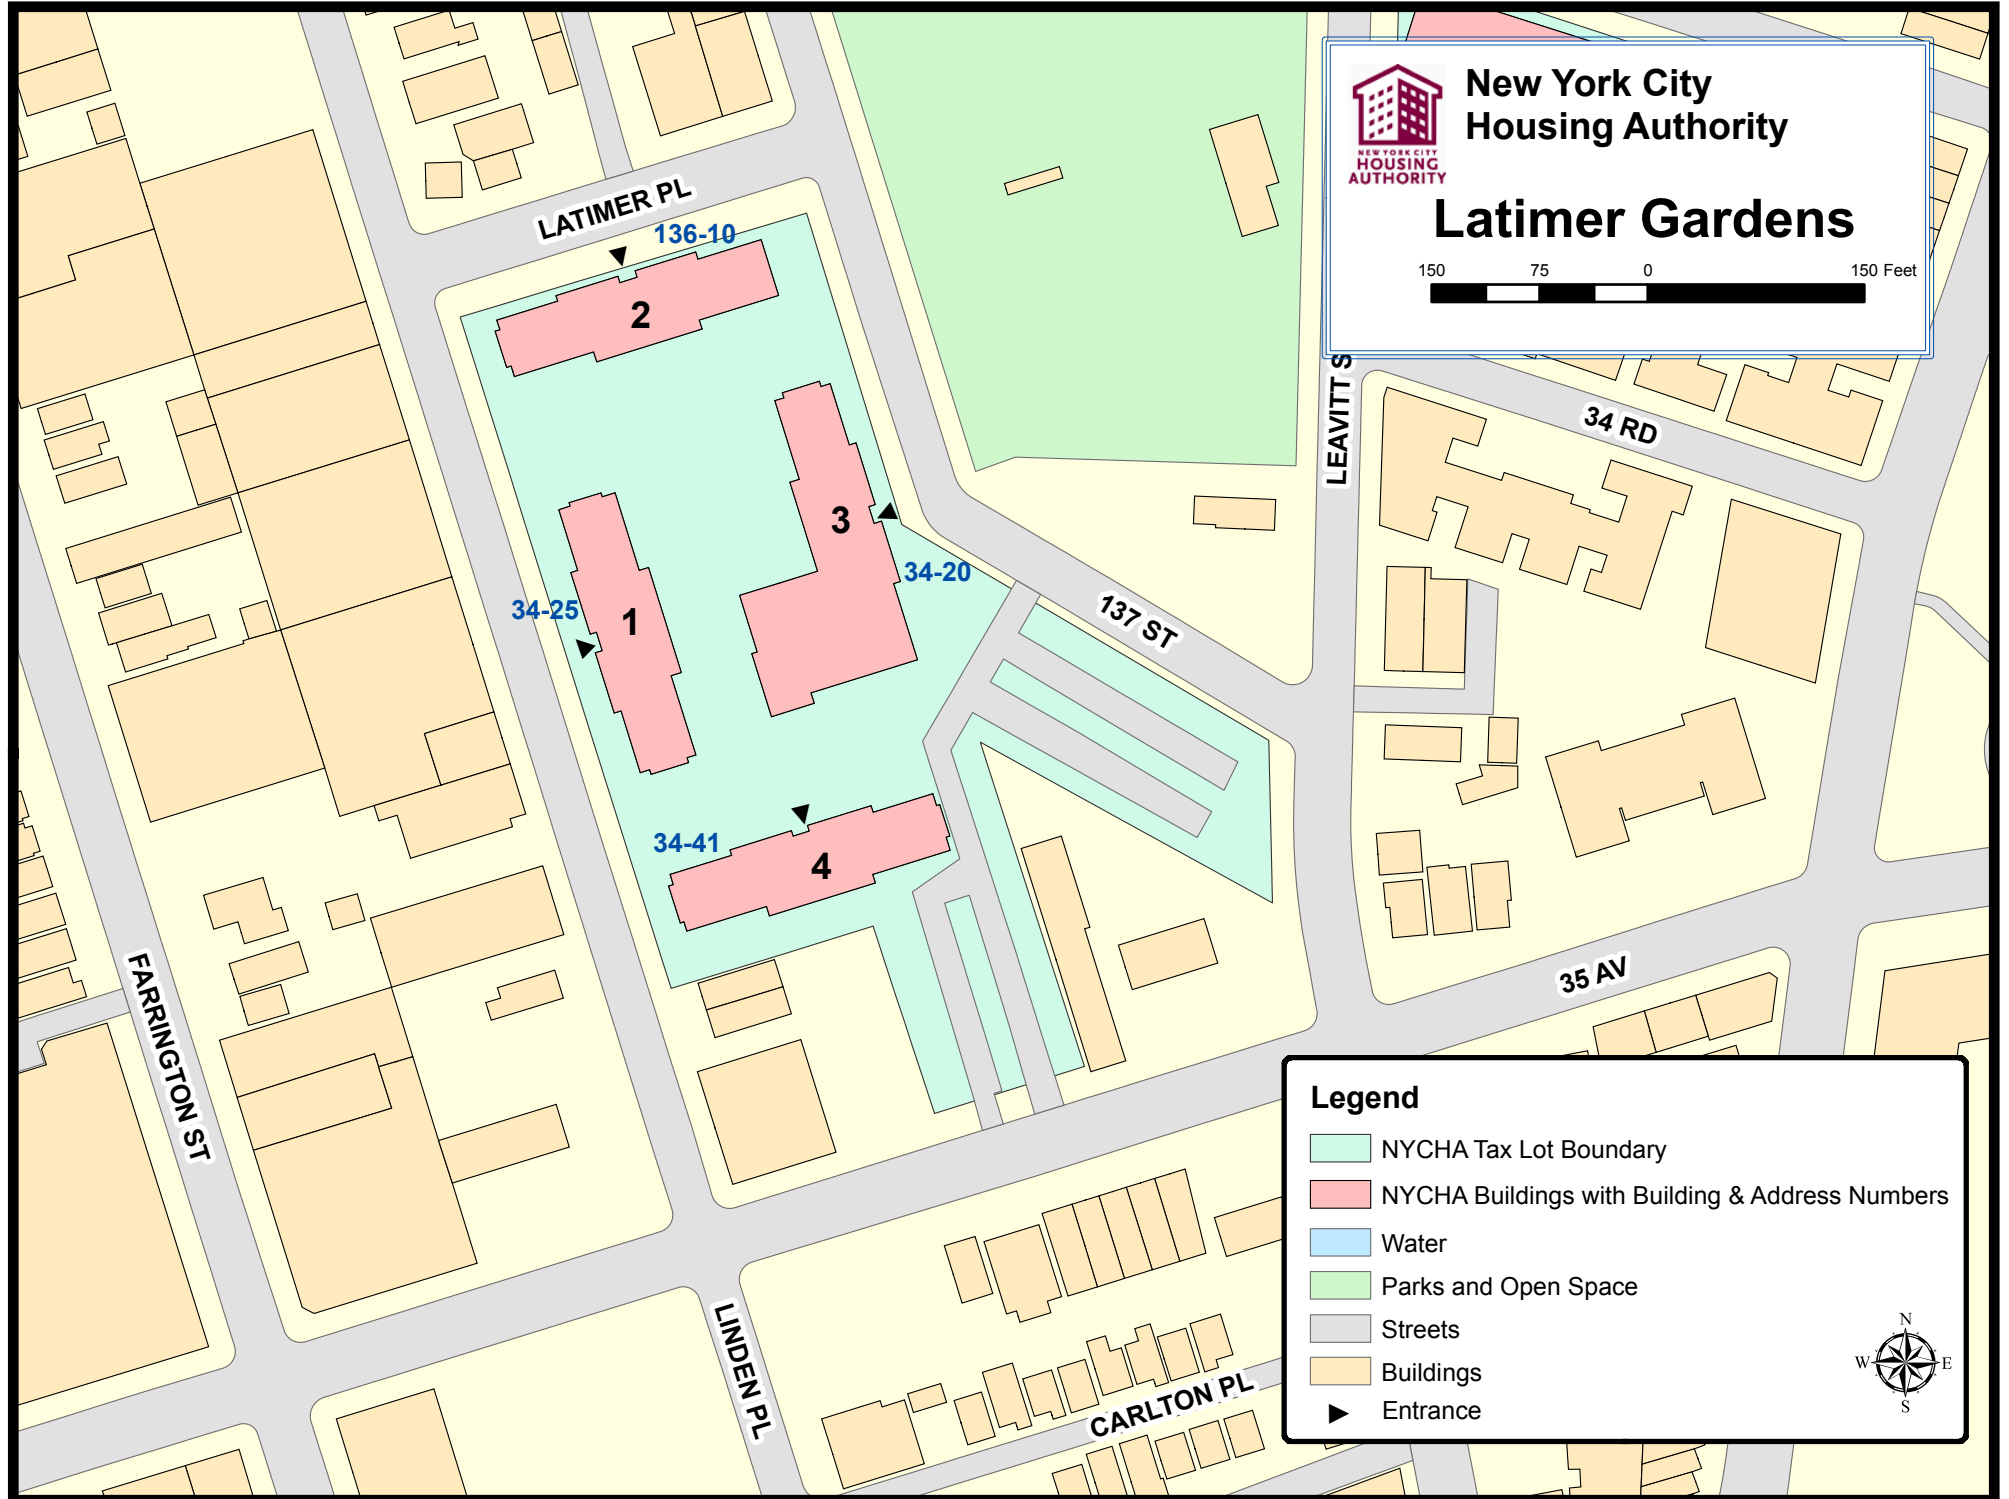 New York City
Housing Authority
NEW YORK CITY
HOUSING
AUTHORITY
Latimer Gardens
150 75 0 150 Feet
LATIMER PL
136-10
2
LEAVITT S
34 RD
3
34-20
34-25
1
137 ST
34-41
4
FARRINGTON ST
35 AV
LINDEN PL
CARLTON PL
Legend
NYCHA Tax Lot Boundary
NYCHA Buildings with Building & Address Numbers
Water
Parks and Open Space
Streets
Buildings
Entrance
N
W E
S